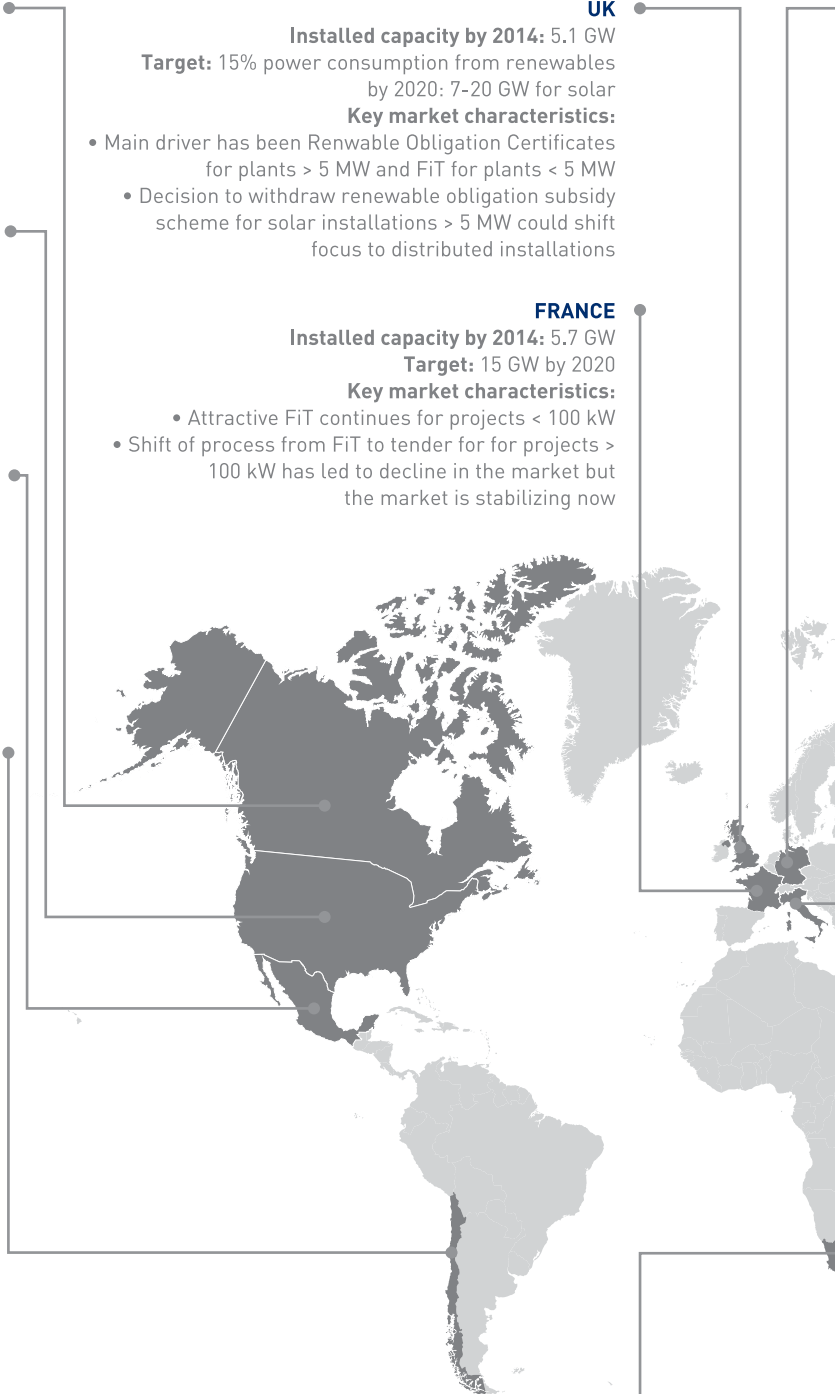 UK
Installed capacity by 2014: 5.1 GW
Target: 15% power consumption from renewables
by 2020: 7-20 GW for solar
Key market characteristics:
• Main driver has been Renwable Obligation Certificates
for plants > 5 MW and FiT for plants < 5 MW
• Decision to withdraw renewable obligation subsidy
scheme for solar installations > 5 MW could shift
focus to distributed installations
FRANCE
Installed capacity by 2014: 5.7 GW
Target: 15 GW by 2020
Key market characteristics:
• Attractive FiT continues for projects < 100 kW
• Shift of process from FiT to tender for for projects >
100 kW has led to decline in the market but
the market is stabilizing now